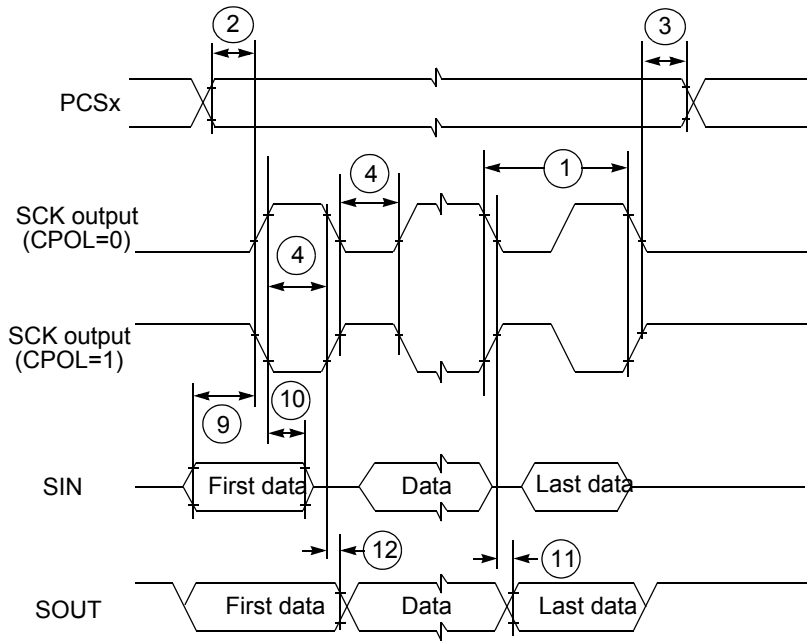 2
3
PCSx
4
1
SCK output
(CPOL=0)
4
SCK output
(CPOL=1)
9
10
SIN
First data
Data
Last data
12
11
SOUT
First data
Data
Last data